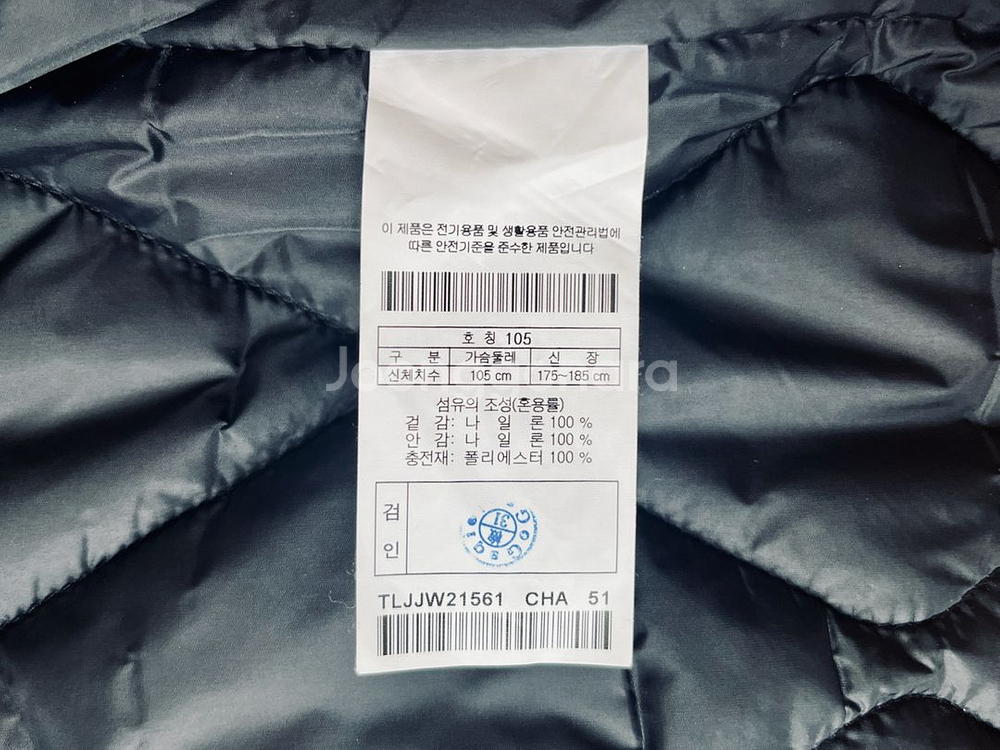 이 제품은 전기용품 및 생활용품 안전관리법에
따른 안전기준을 준수한 제품입니다
호 칭 105
구 분 가슴둘레 신 장
신체치수 105 cm 175~185 cm
섬유의 조성(혼용률)
겉 감: 나 일 론 100 %
안 감: 나 일 론 100 %
충전재: 폴리에스터 100 %
검
인
31
檢
TLJJW21561 CHA 51